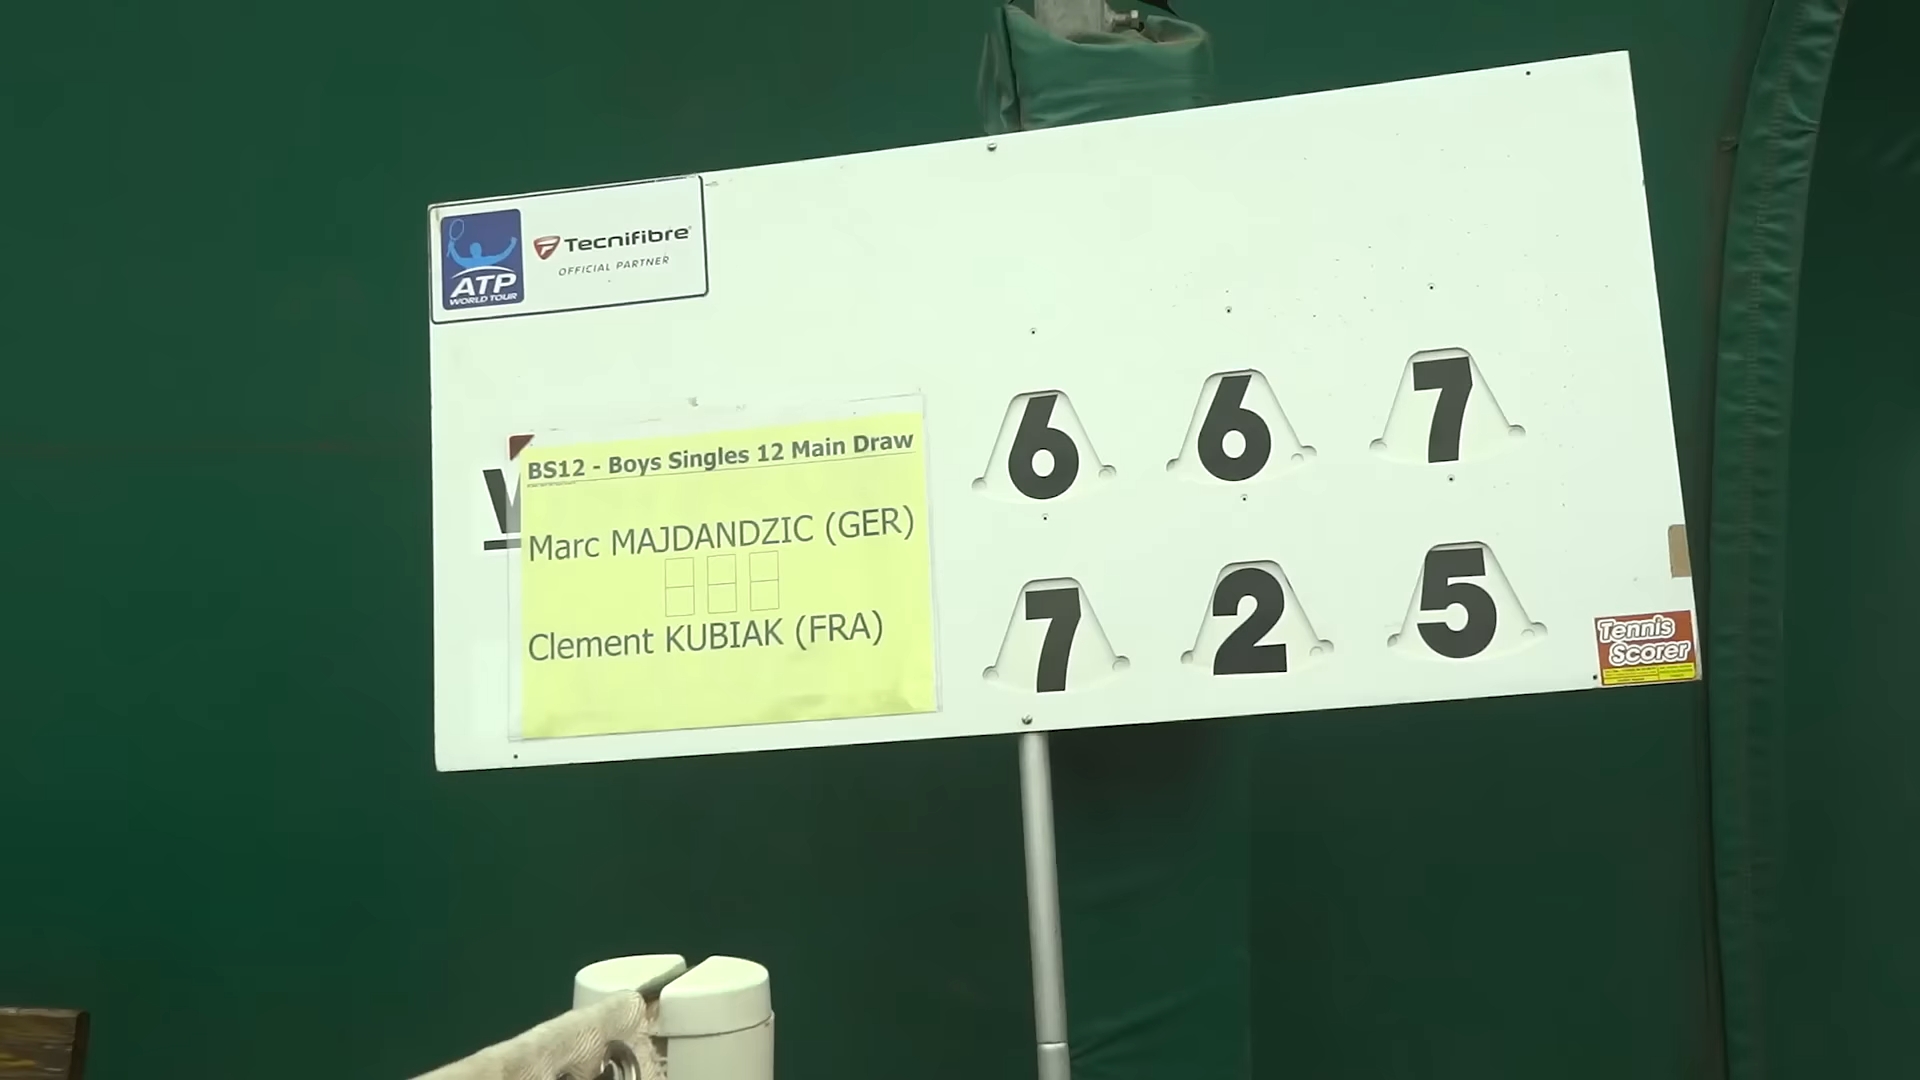 ATP
WORLD TOUR
Tecnifibre
OFFICIAL PARTNER
BS12 - Boys Singles 12 Main Draw
Marc MAJDANDZIC (GER)
Clement KUBIAK (FRA)
6 6 7
7 2 5
Tennis
Scorer